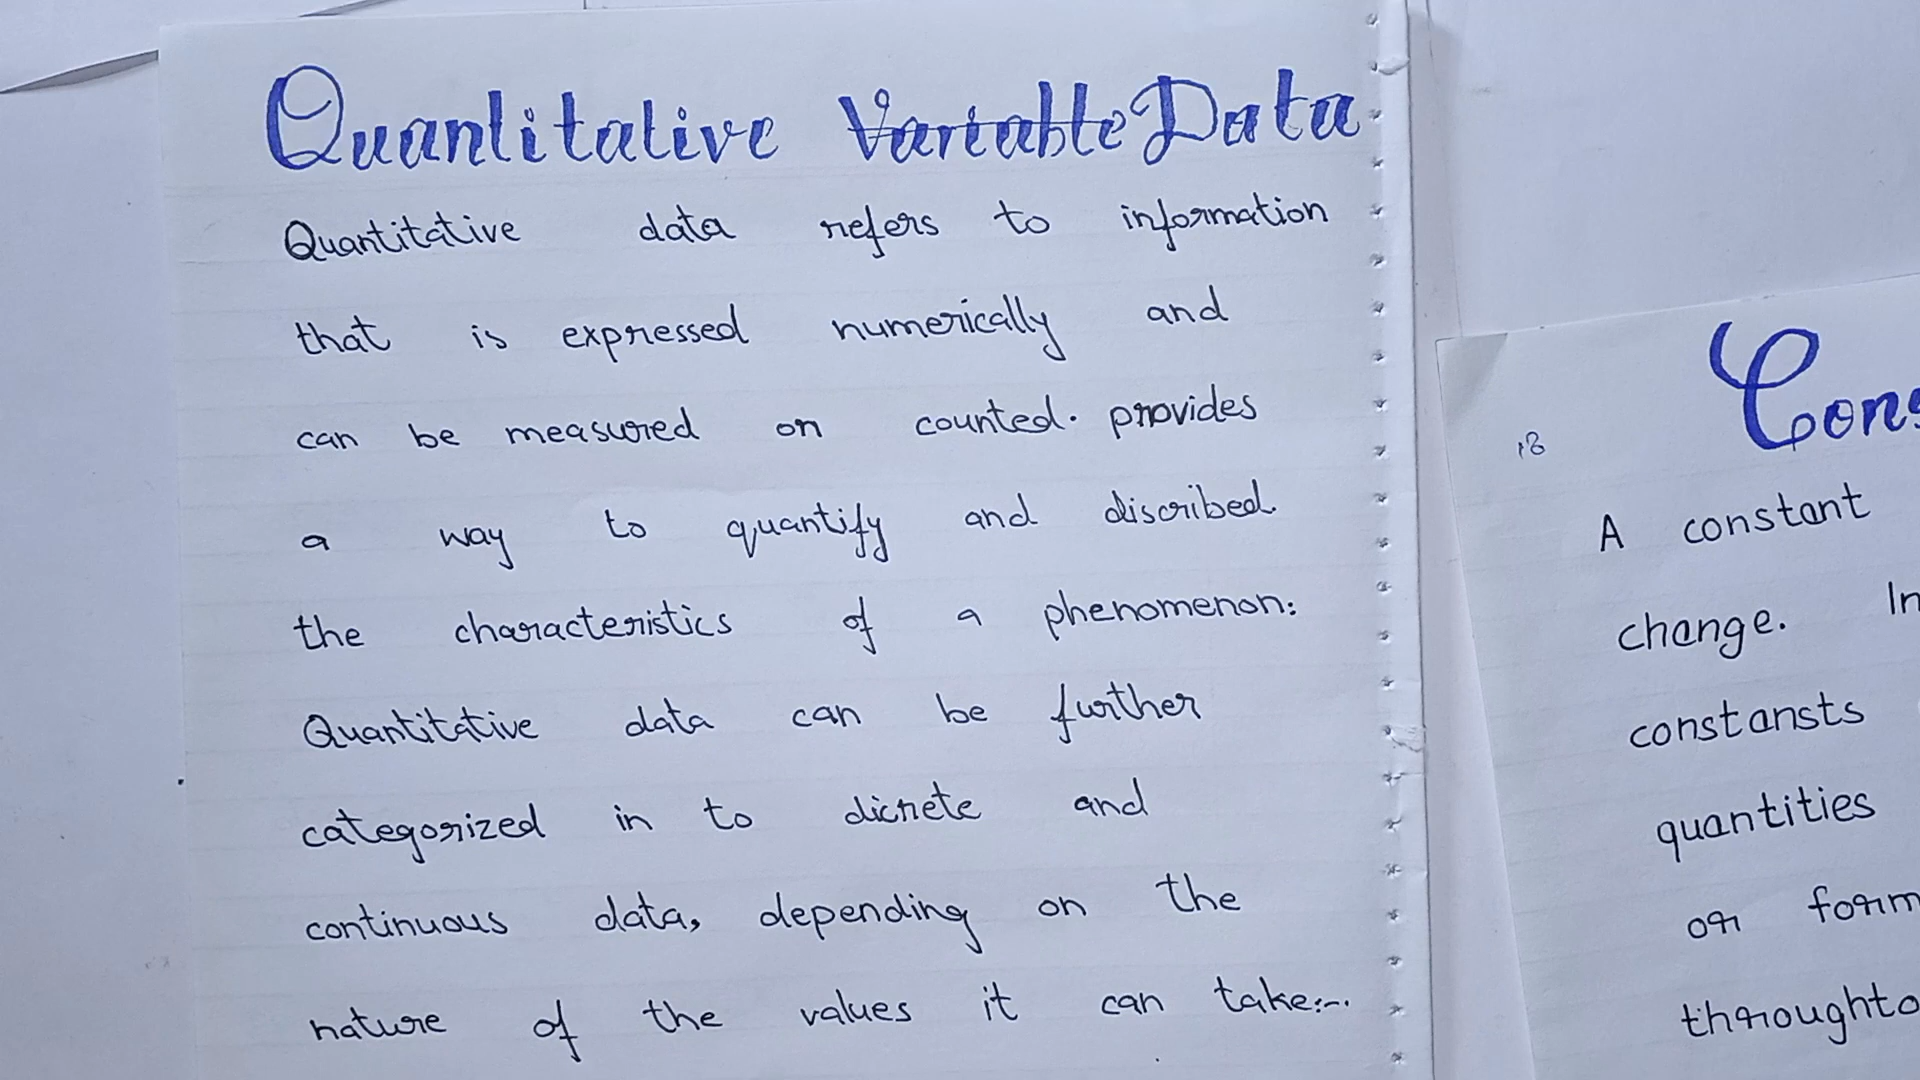 Quantitative Variable Data
Quantitative data refers to information
that is expressed numerically and
can be measured or counted. provides
a way to quantify and discribed.
the characteristics of a phenomenon:
Quantitative data can be further
categorized in to dicrete and
continuous data, depending on the
nature of the values it can take:-.
Cons
A constant
change. In
constansts
quantities
or form
throughto